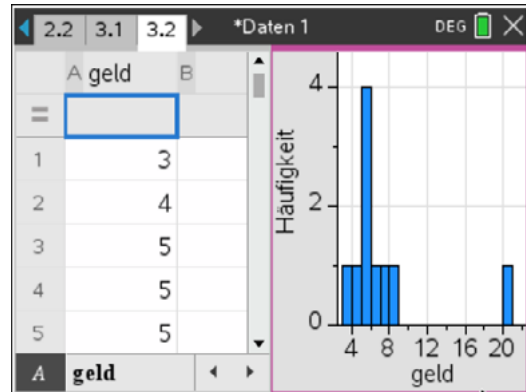 2.2 3.1 3.2 *Daten 1 DEG
A geld B
=
1 3
2 4
3 5
4 5
5 5
A geld
Häufigkeit
4
2
0
4 8 12 16 20
geld